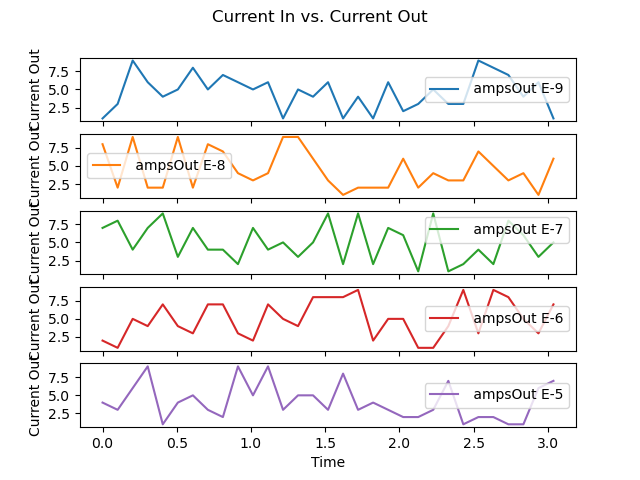 Current In vs. Current Out
Current Out
7.5
5.0
2.5
ampsOut E-9
Current Out
7.5
5.0
2.5
ampsOut E-8
Current Out
7.5
5.0
2.5
ampsOut E-7
Current Out
7.5
5.0
2.5
ampsOut E-6
Current Out
7.5
5.0
2.5
ampsOut E-5
0.0 0.5 1.0 1.5 2.0 2.5 3.0
Time